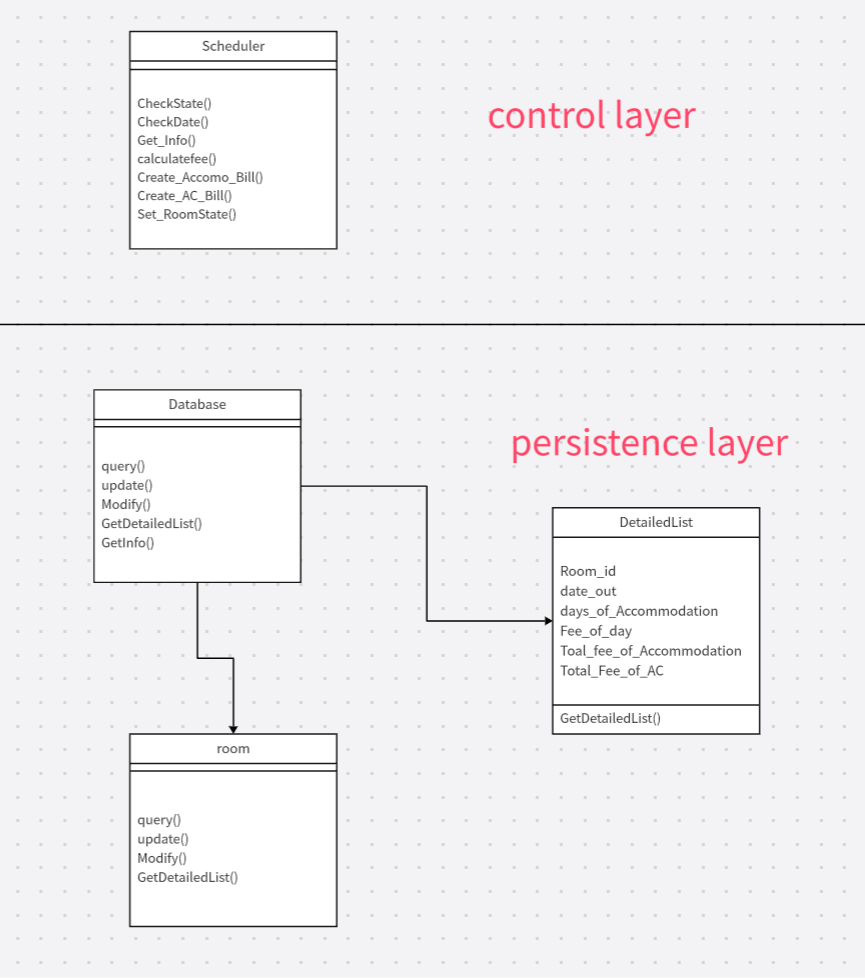 Scheduler
CheckState()
CheckDate()
Get_Info()
calculatefee()
Create_Accomo_Bill()
Create_AC_Bill()
Set_RoomState()
control layer
Database
query()
update()
Modify()
GetDetailedList()
GetInfo()
persistence layer
DetailedList
Room_id
date_out
days_of_Accommodation
Fee_of_day
Toal_fee_of_Accommodation
Total_Fee_of_AC
GetDetailedList()
room
query()
update()
Modify()
GetDetailedList()